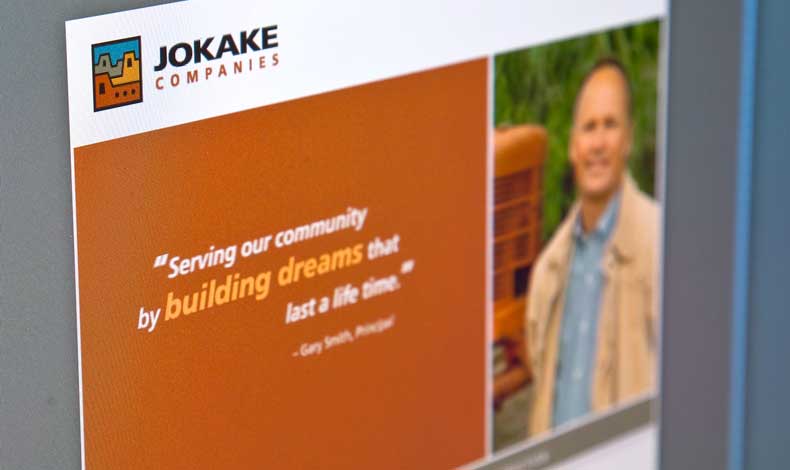 JOKAKE
COMPANIES
"Serving our community
by building dreams that
last a life time."
– Gary Smith, Principal